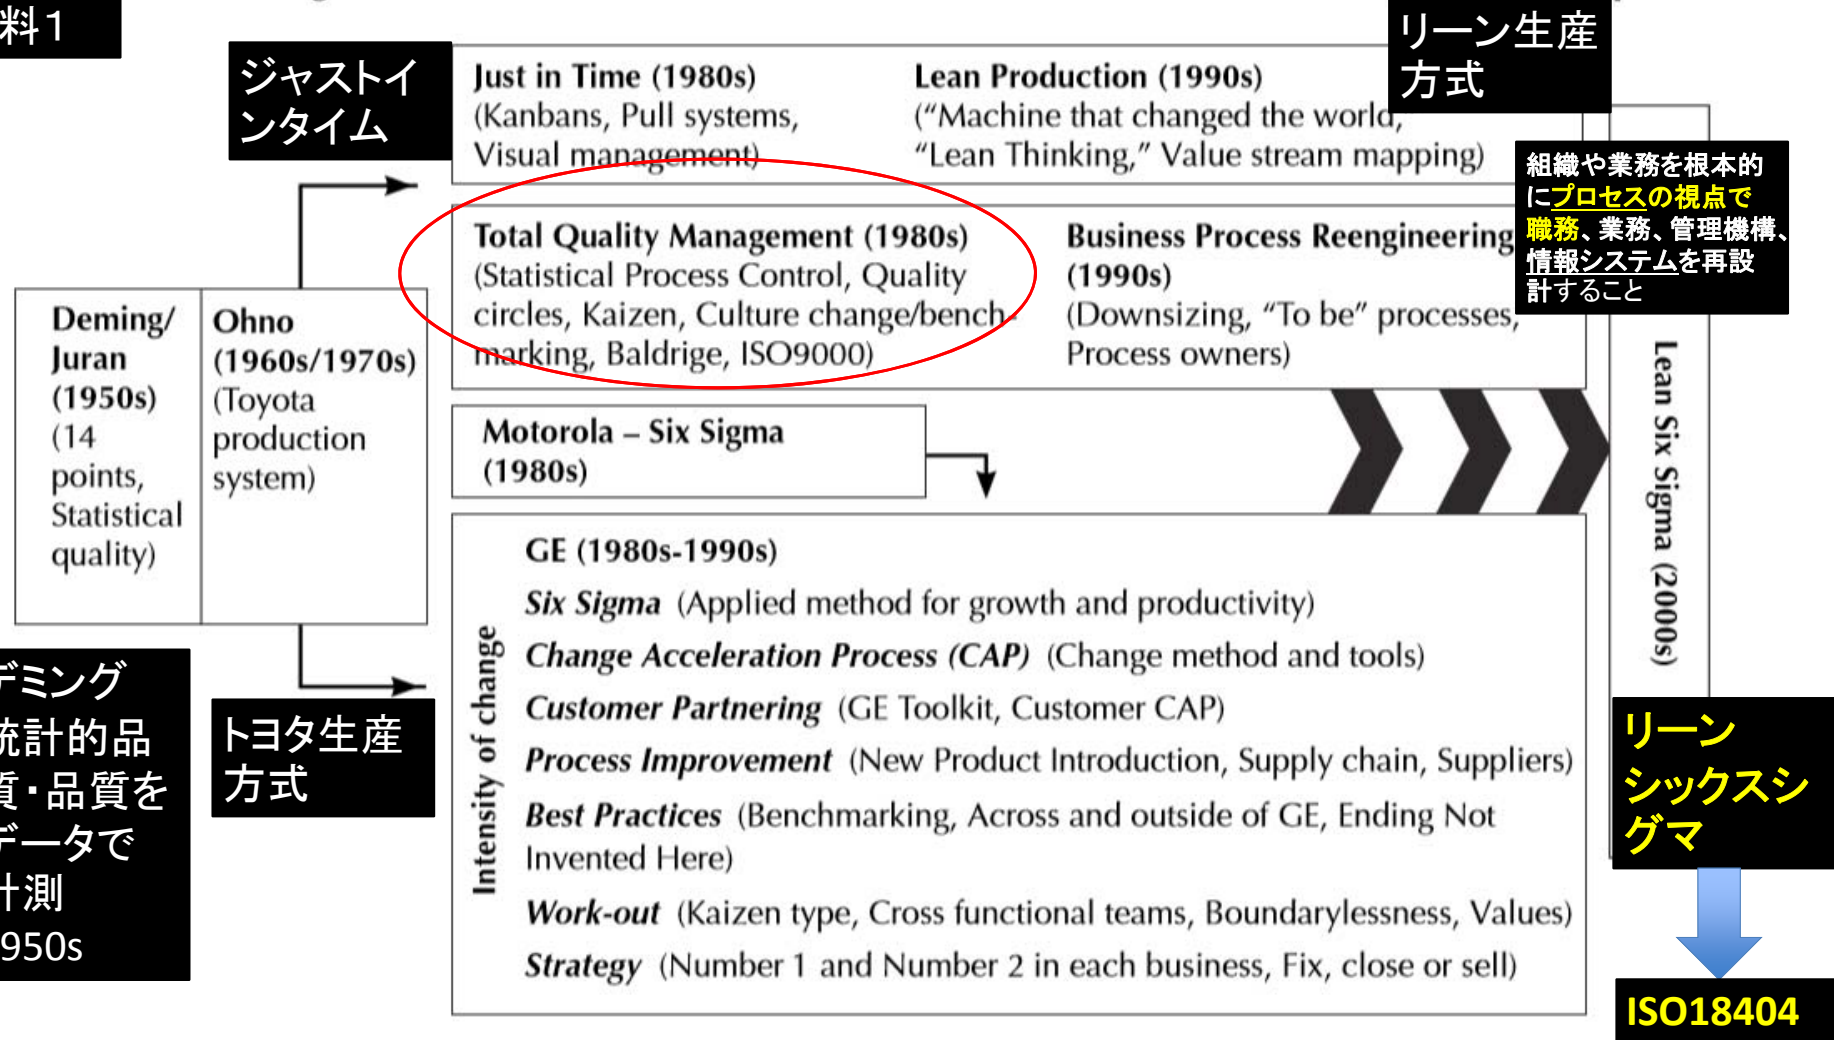 料１
ジャストイ
ンタイム
Just in Time (1980s)
(Kanbans, Pull systems,
Visual management)
Lean Production (1990s)
(“Machine that changed the world,
“Lean Thinking,” Value stream mapping)
リーン生産
方式
Total Quality Management (1980s)
(Statistical Process Control, Quality
circles, Kaizen, Culture change/bench-
marking, Baldrige, ISO9000)
Business Process Reengineering
(1990s)
(Downsizing, “To be” processes,
Process owners)
組織や業務を根本的
にプロセスの視点で
職務、業務、管理機構、
情報システムを再設
計すること
Deming/
Juran
(1950s)
(14
points,
Statistical
quality)
Ohno
(1960s/1970s)
(Toyota
production
system)
Motorola – Six Sigma
(1980s)
GE (1980s-1990s)
Six Sigma (Applied method for growth and productivity)
Change Acceleration Process (CAP) (Change method and tools)
Customer Partnering (GE Toolkit, Customer CAP)
Process Improvement (New Product Introduction, Supply chain, Suppliers)
Best Practices (Benchmarking, Across and outside of GE, Ending Not
Invented Here)
Work-out (Kaizen type, Cross functional teams, Boundarylessness, Values)
Strategy (Number 1 and Number 2 in each business, Fix, close or sell)
Intensity of change
Lean Six Sigma (2000s)
デミング
統計的品
質・品質を
データで
計測
950s
トヨタ生産
方式
リーン
シックスシ
グマ
ISO18404